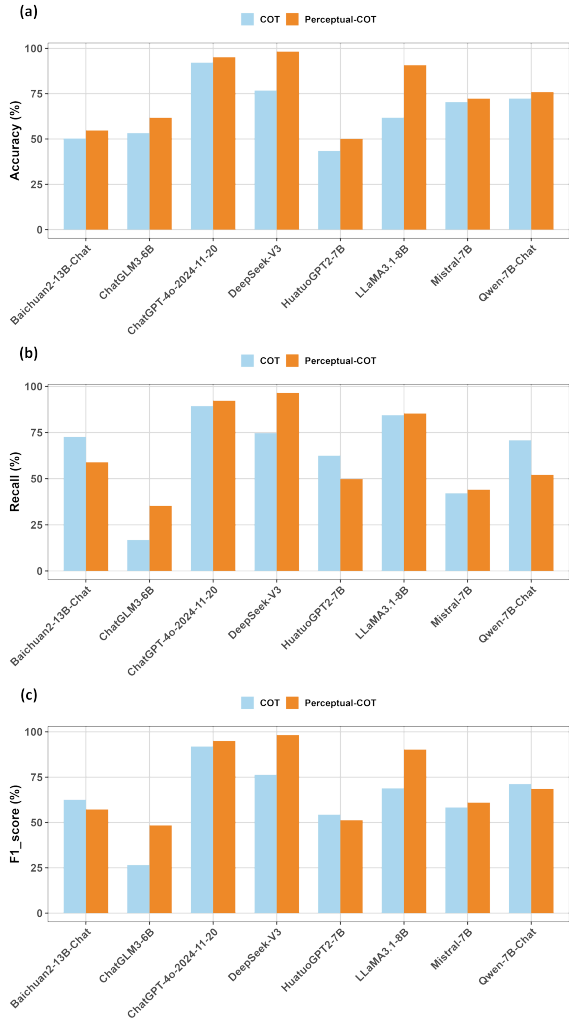 (a)
COT Perceptual-COT
Accuracy (%)
100
75
50
25
0
Baichuan2-13B-Chat
ChatGLM3-6B
ChatGPT-4o-2024-11-20
DeepSeek-V3
HuatuoGPT2-7B
LLaMA3.1-8B
Mistral-7B
Qwen-7B-Chat
(b)
COT Perceptual-COT
Recall (%)
100
75
50
25
0
Baichuan2-13B-Chat
ChatGLM3-6B
ChatGPT-4o-2024-11-20
DeepSeek-V3
HuatuoGPT2-7B
LLaMA3.1-8B
Mistral-7B
Qwen-7B-Chat
(c)
COT Perceptual-COT
F1_score (%)
100
75
50
25
0
Baichuan2-13B-Chat
ChatGLM3-6B
ChatGPT-4o-2024-11-20
DeepSeek-V3
HuatuoGPT2-7B
LLaMA3.1-8B
Mistral-7B
Qwen-7B-Chat